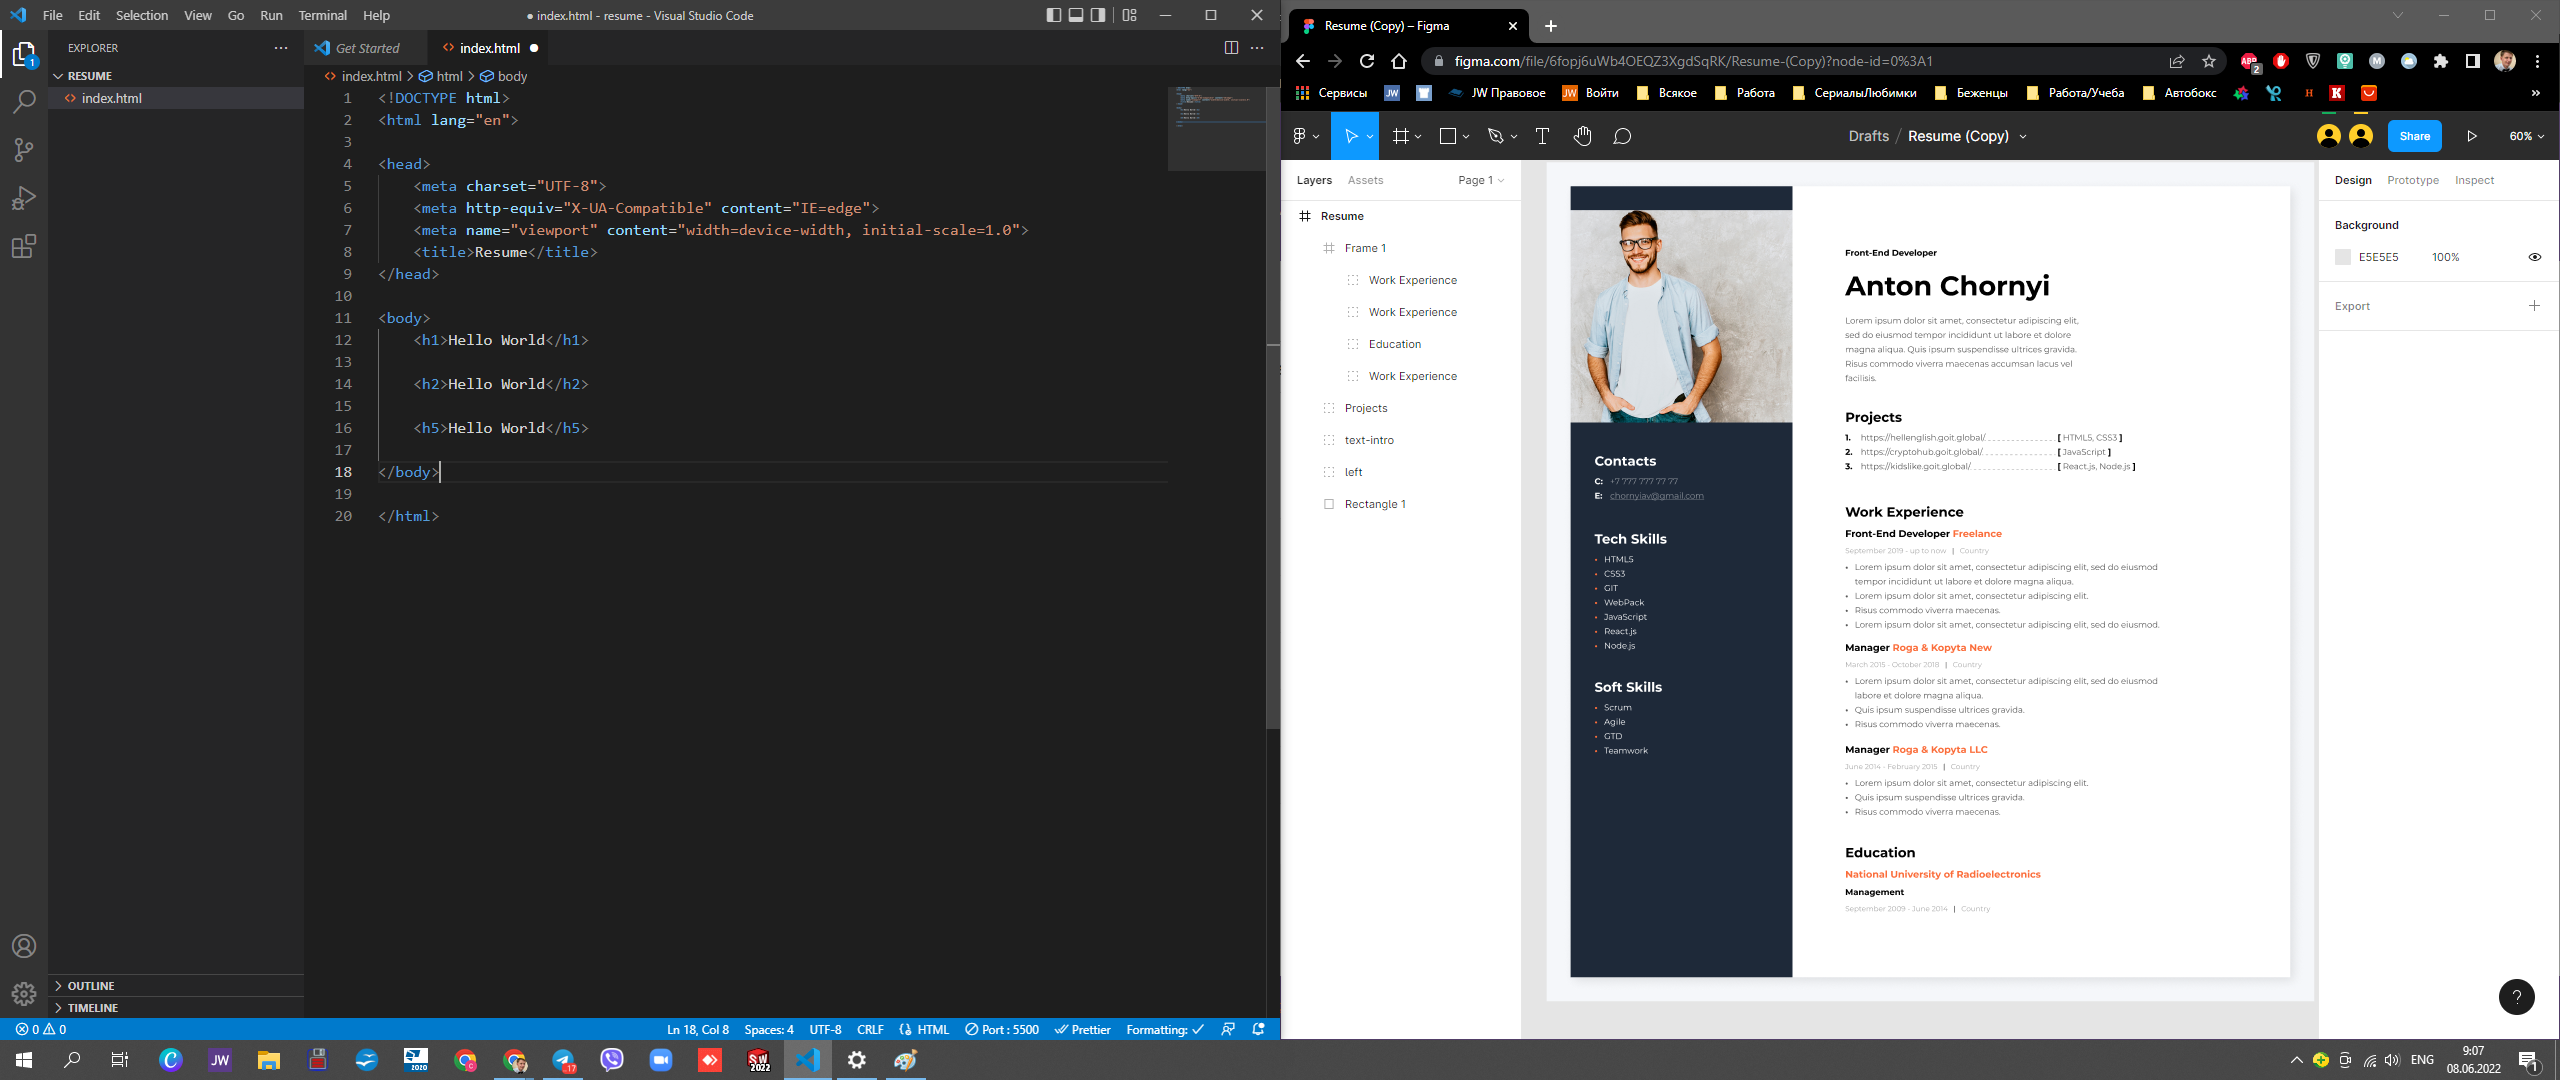 File Edit Selection View Go Run Terminal Help
● index.html - resume - Visual Studio Code
EXPLORER
RESUME
index.html
OUTLINE
TIMELINE
Get Started
index.html
index.html > html > body
1 <!DOCTYPE html>
2 <html lang="en">
3
4 <head>
5 <meta charset="UTF-8">
6 <meta http-equiv="X-UA-Compatible" content="IE=edge">
7 <meta name="viewport" content="width=device-width, initial-scale=1.0">
8 <title>Resume</title>
9 </head>
10
11 <body>
12 <h1>Hello World</h1>
13
14 <h2>Hello World</h2>
15
16 <h5>Hello World</h5>
17
18 </body>
19
20 </html>
0 0
Ln 18, Col 8 Spaces: 4 UTF-8 CRLF HTML Port : 5500 Prettier Formatting:
Resume (Copy) – Figma
figma.com/file/6fopj6uWb4OEQZ3XgdSqRK/Resume-(Copy)?node-id=0%3A1
Сервисы JW JW Правовое JW Войти Всякое Работа СериалыЛюбимки Беженцы Работа/Учеба Автобокс
Drafts / Resume (Copy)
Share
60%
Layers Assets Page 1
Resume
Frame 1
Work Experience
Work Experience
Education
Work Experience
Projects
text-intro
left
Rectangle 1
Contacts
C: +7 777 777 77 77
E: chornyiav@gmail.com
Tech Skills
• HTML5
• CSS3
• GIT
• WebPack
• JavaScript
• React.js
• Node.js
Soft Skills
• Scrum
• Agile
• GTD
• Teamwork
Front-End Developer
Anton Chornyi
Lorem ipsum dolor sit amet, consectetur adipiscing elit,
sed do eiusmod tempor incididunt ut labore et dolore
magna aliqua. Quis ipsum suspendisse ultrices gravida.
Risus commodo viverra maecenas accumsan lacus vel
facilisis.
Projects
1. https://hellenglish.goit.global/ [ HTML5, CSS3 ]
2. https://cryptohub.goit.global/ [ JavaScript ]
3. https://kidslike.goit.global/ [ React.js, Node.js ]
Work Experience
Front-End Developer Freelance
September 2019 - up to now | Country
• Lorem ipsum dolor sit amet, consectetur adipiscing elit, sed do eiusmod
tempor incididunt ut labore et dolore magna aliqua.
• Lorem ipsum dolor sit amet, consectetur adipiscing elit.
• Risus commodo viverra maecenas.
• Lorem ipsum dolor sit amet, consectetur adipiscing elit, sed do eiusmod.
Manager Roga & Kopyta New
March 2015 - October 2018 | Country
• Lorem ipsum dolor sit amet, consectetur adipiscing elit, sed do eiusmod
labore et dolore magna aliqua.
• Quis ipsum suspendisse ultrices gravida.
• Risus commodo viverra maecenas.
Manager Roga & Kopyta LLC
June 2014 - February 2015 | Country
• Lorem ipsum dolor sit amet, consectetur adipiscing elit.
• Quis ipsum suspendisse ultrices gravida.
• Risus commodo viverra maecenas.
Education
National University of Radioelectronics
Management
September 2009 - June 2014 | Country
Design Prototype Inspect
Background
E5E5E5 100%
Export
?
JW
2020
17
SW
2022
ENG
9:07
08.06.2022
1